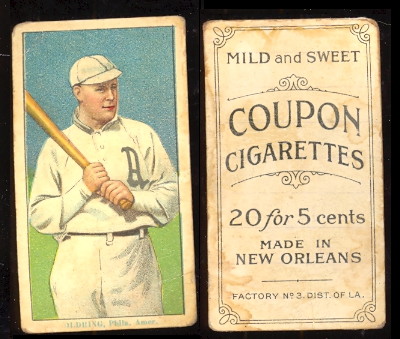 A
OLDRING, Phila. Amer.
MILD and SWEET
COUPON
CIGARETTES
20 for 5 cents
MADE IN
NEW ORLEANS
FACTORY No 3. DIST. OF LA.